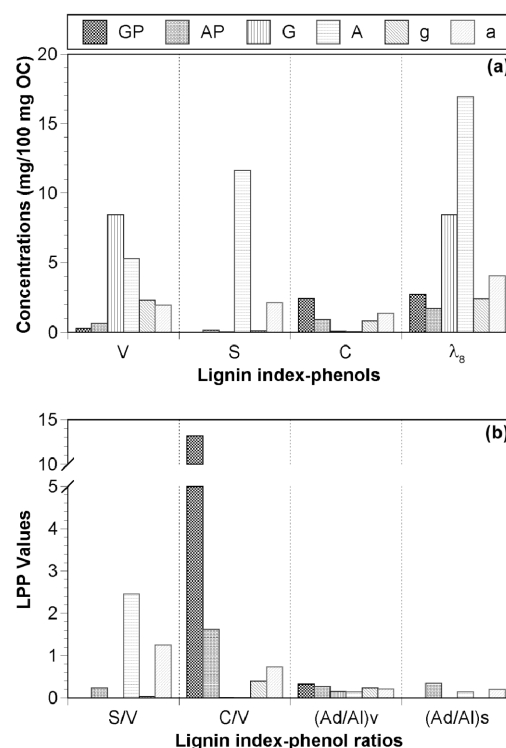 GP AP G A g a
(a)
Concentrations (mg/100 mg OC)
20
15
10
5
0
V S C λ8
Lignin index-phenols
(b)
LPP Values
15
10
5
4
3
2
1
0
S/V C/V (Ad/Al)v (Ad/Al)s
Lignin index-phenol ratios